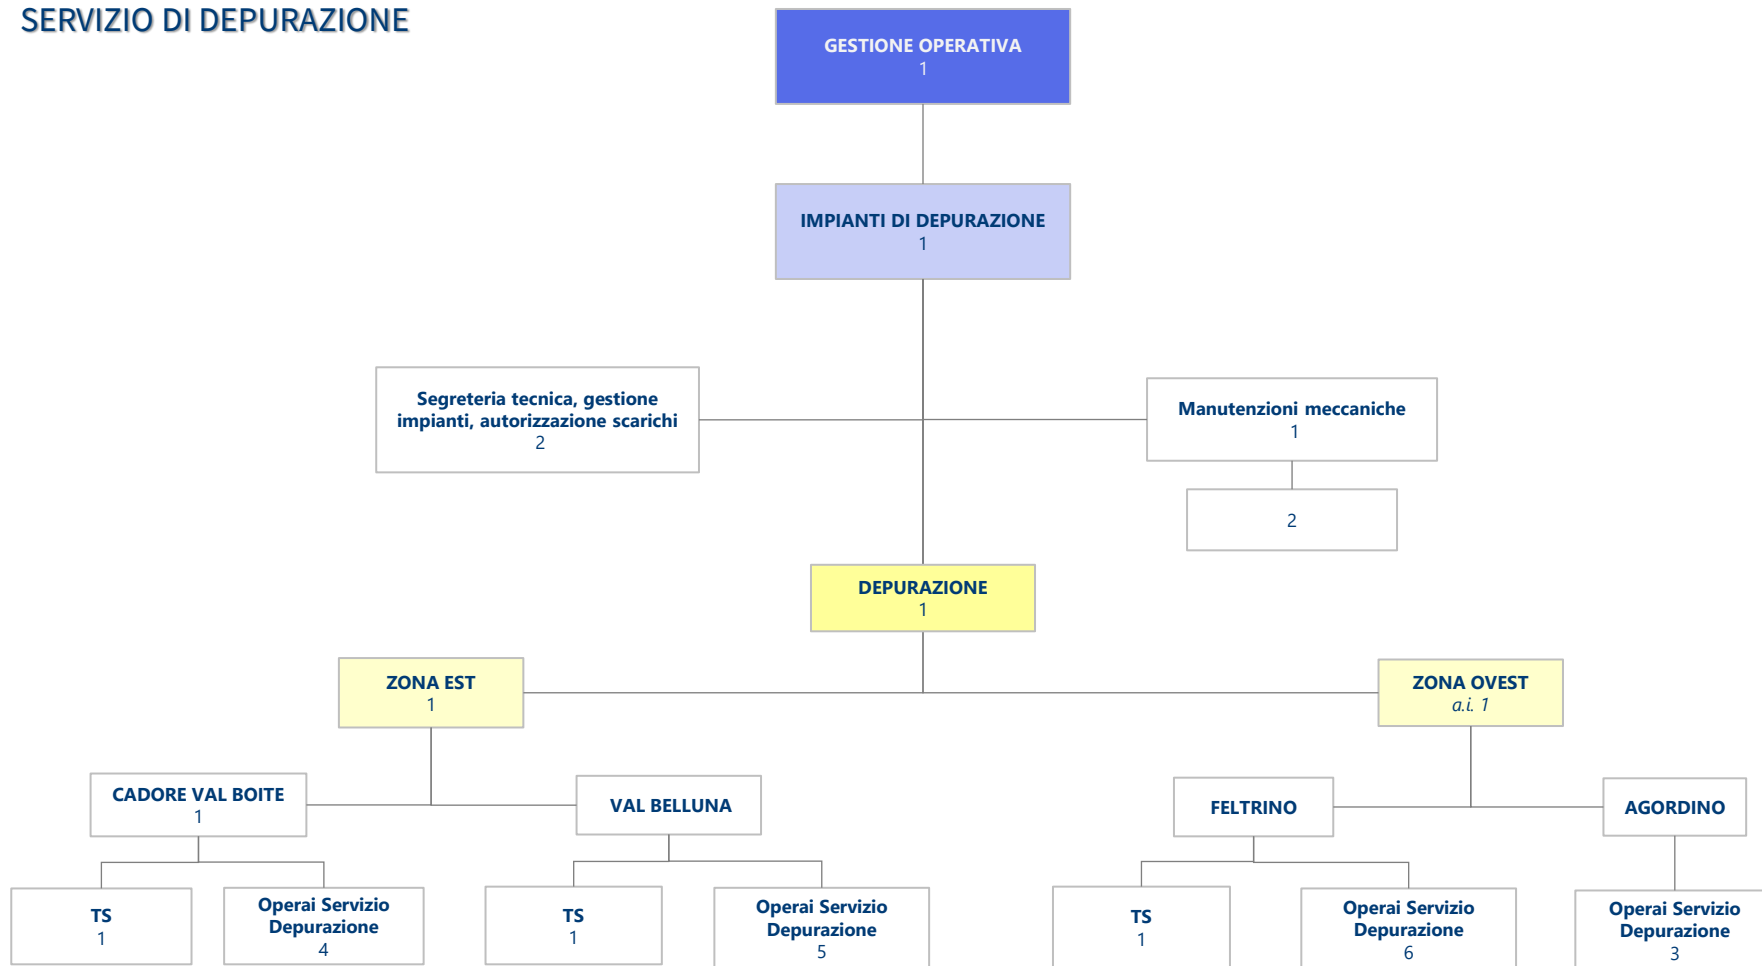 SERVIZIO DI DEPURAZIONE
GESTIONE OPERATIVA
1
IMPIANTI DI DEPURAZIONE
1
Segreteria tecnica, gestione
impianti, autorizzazione scarichi
2
Manutenzioni meccaniche
1
2
DEPURAZIONE
1
ZONA EST
1
ZONA OVEST
a.i. 1
CADORE VAL BOITE
1
VAL BELLUNA
FELTRINO
AGORDINO
TS
1
Operai Servizio
Depurazione
4
TS
1
Operai Servizio
Depurazione
5
TS
1
Operai Servizio
Depurazione
6
Operai Servizio
Depurazione
3